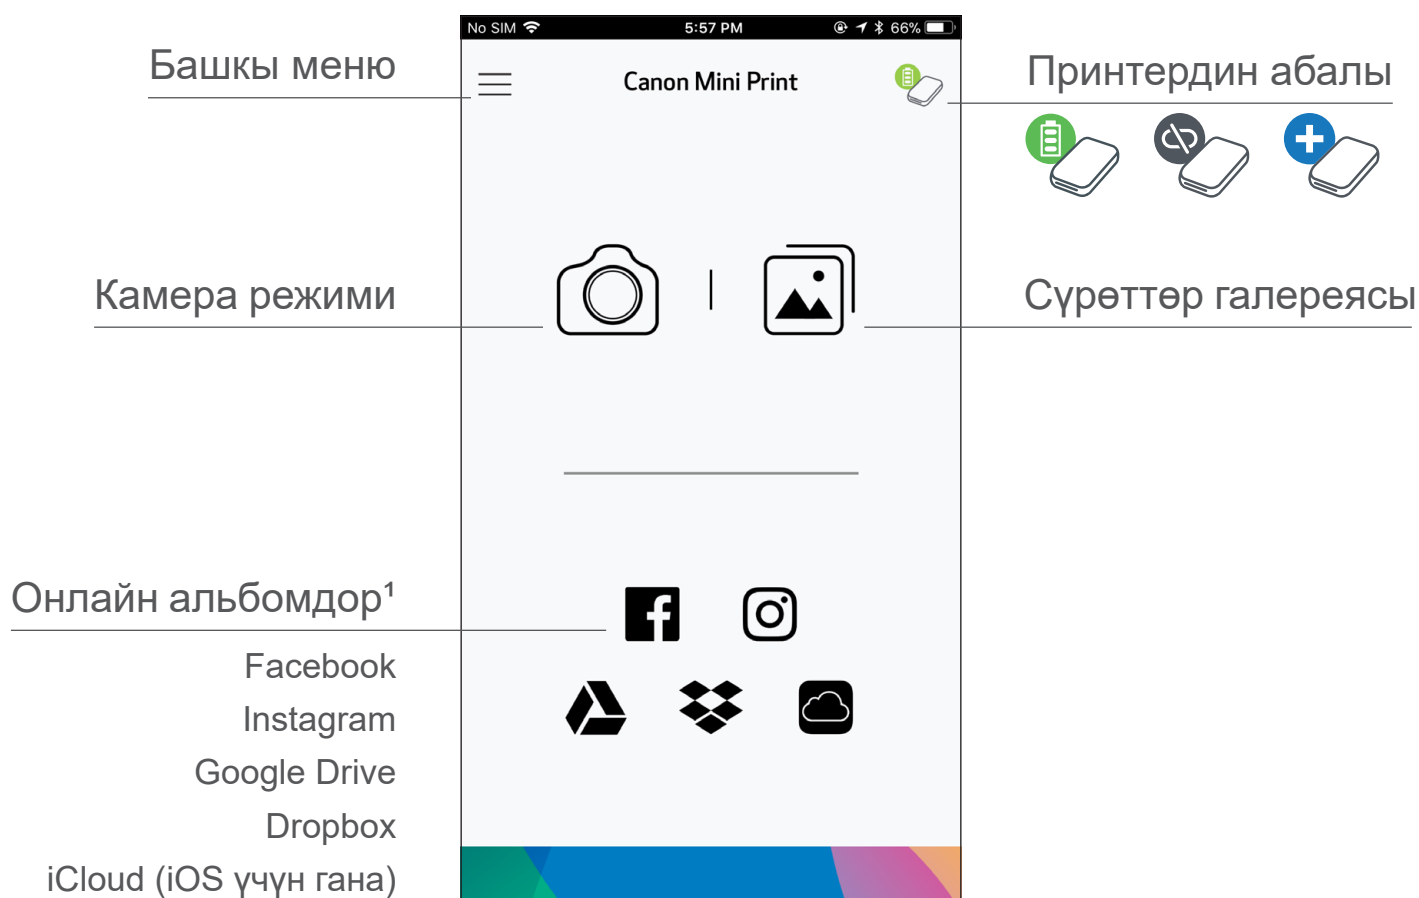 No SIM 5:57 PM 66%
Башкы меню
Canon Mini Print
Принтердин абалы
Камера режими
Сүрөттөр галереясы
Онлайн альбомдор¹
Facebook
Instagram
Google Drive
Dropbox
iCloud (iOS үчүн гана)